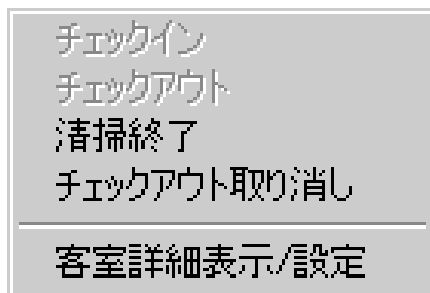 チェックイン
チェックアウト
清掃終了
チェックアウト取り消し
客室詳細表示/設定